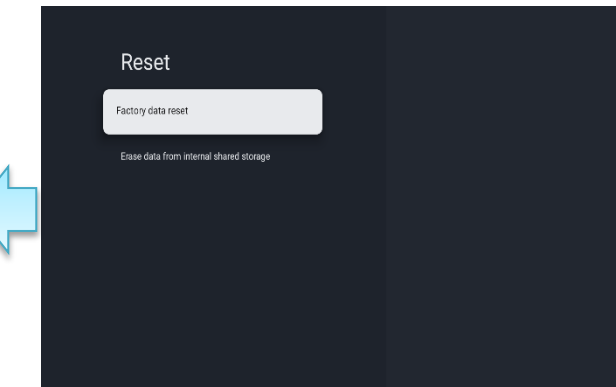 Reset
Factory data reset
Erase data from internal shared storage